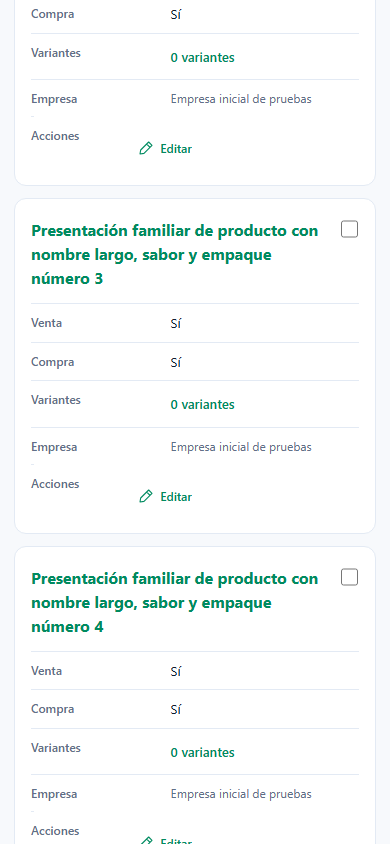 Compra Sí
Variantes 0 variantes
Empresa Empresa inicial de pruebas
Acciones Editar
Presentación familiar de producto con
nombre largo, sabor y empaque
número 3
Venta Sí
Compra Sí
Variantes 0 variantes
Empresa Empresa inicial de pruebas
Acciones Editar
Presentación familiar de producto con
nombre largo, sabor y empaque
número 4
Venta Sí
Compra Sí
Variantes 0 variantes
Empresa Empresa inicial de pruebas
Acciones Editar